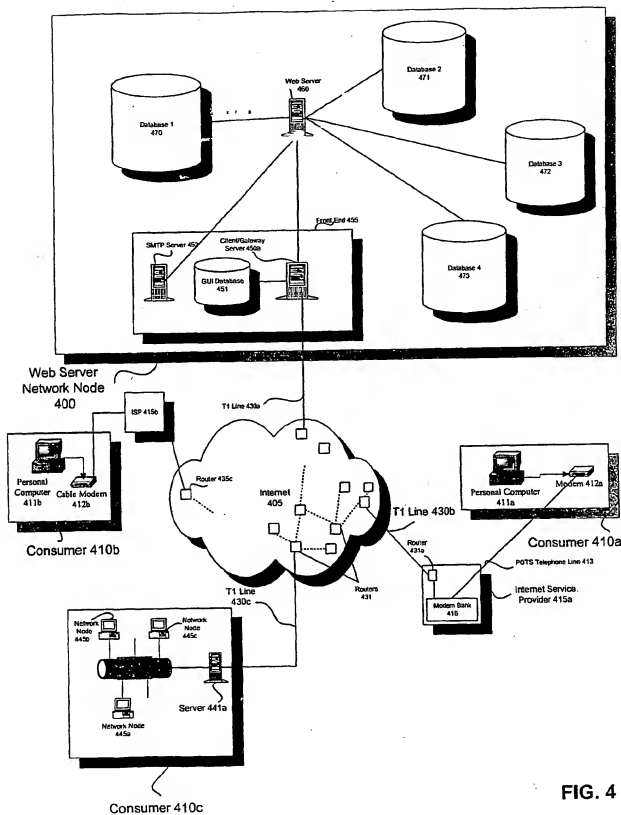 Web Server
460
Database 2
471
Database 1
470
Database 3
472
Front End 455
SMTP Server 452
Client/Gateway
Server 450a
GUI Database
451
Database 4
473
Web Server
Network Node
400
T1 Line 430a
ISP 415b
Personal
Computer
411b
Cable Modem
412b
Router 435c
Internet
405
Personal Computer
411a
Modem 412a
T1 Line 430b
Consumer 410b
Consumer 410a
Router
431a
POTS Telephone Line 413
Routers
431
Internet Service.
Provider 415a
Modem Bank
416
T1 Line
430c
Network
Node
445b
Network
Node
445c
Server 441a
Network Node
445a
Consumer 410c
FIG. 4